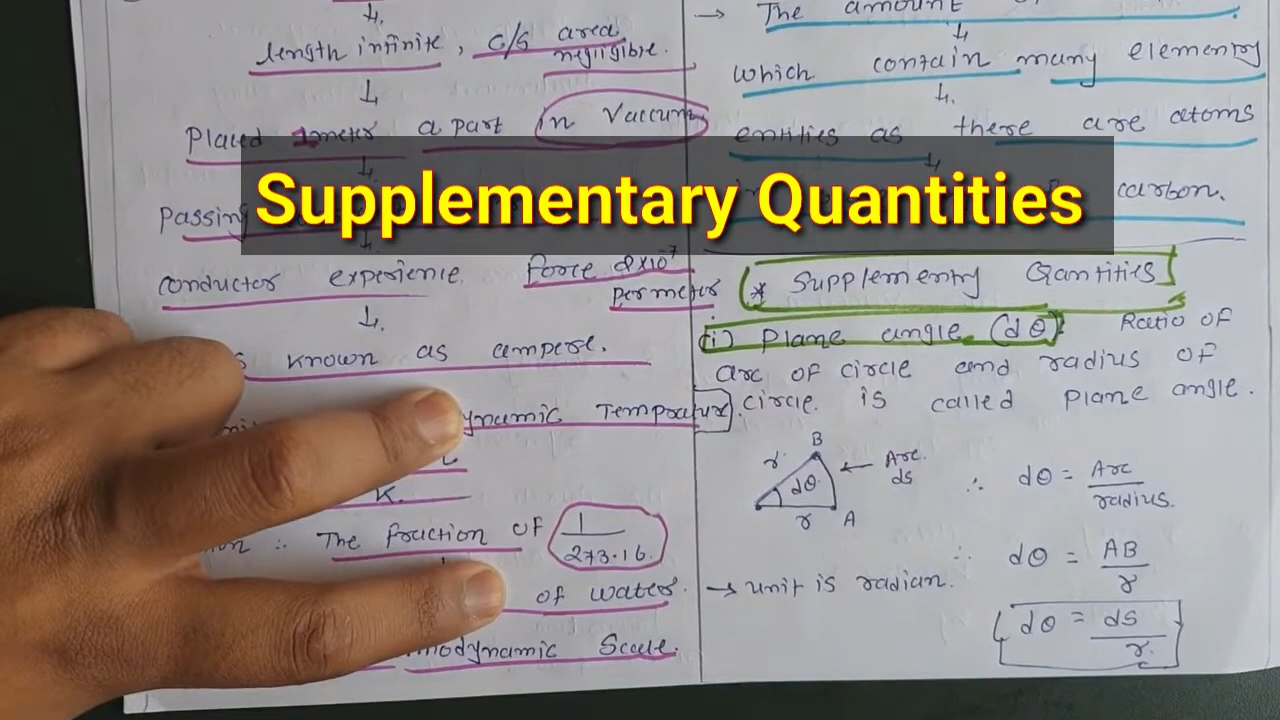 length infinite, c/s area
negligible.
Placed 1meter apart in Vaccum
Passing
conductor experience force 2×10⁻⁷
per meter
known as ampere.
Temprature.
K.
The fraction of 1/273.16.
of water.
Scale.
→ The amount
which contain many elementry
entities as there are atoms
carbon.
Supplementary Quantities
* Supplementry Quantities
(i) Plane angle (dθ): Ratio of
arc of circle and radius of
circle is called plane angle.
B
r ← Arc
dθ ds
r A
∴ dθ = Arc/radius.
∴ dθ = AB/r
→ unit is radian.
dθ = ds/r.